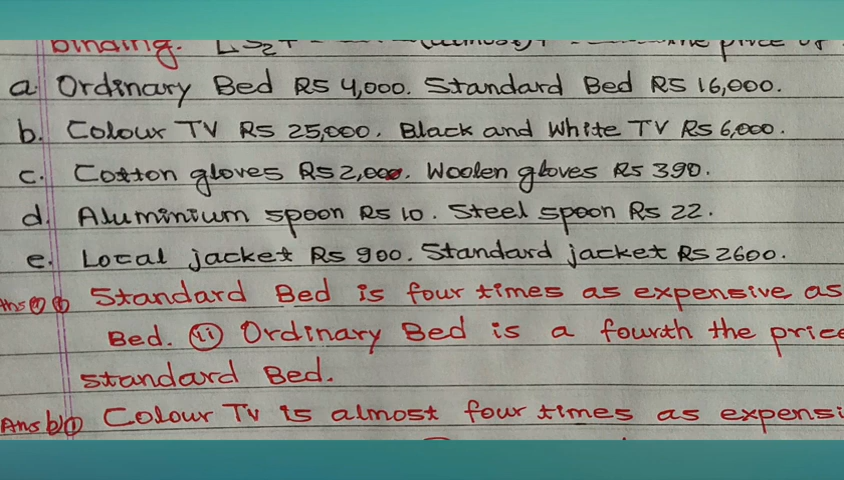 binding.
a. Ordinary Bed RS 4,000. Standard Bed RS 16,000.
b. Colour TV RS 25,000. Black and White TV RS 6,000.
c. Cotton gloves RS 2,000. Woolen gloves RS 390.
d. Aluminium spoon RS 10. Steel spoon RS 22.
e. Local jacket RS 900. Standard jacket RS 2600.
Standard Bed is four times as expensive as
Bed. (ii) Ordinary Bed is a fourth the price
standard Bed.
Ans b) (i) Colour TV is almost four times as expensi